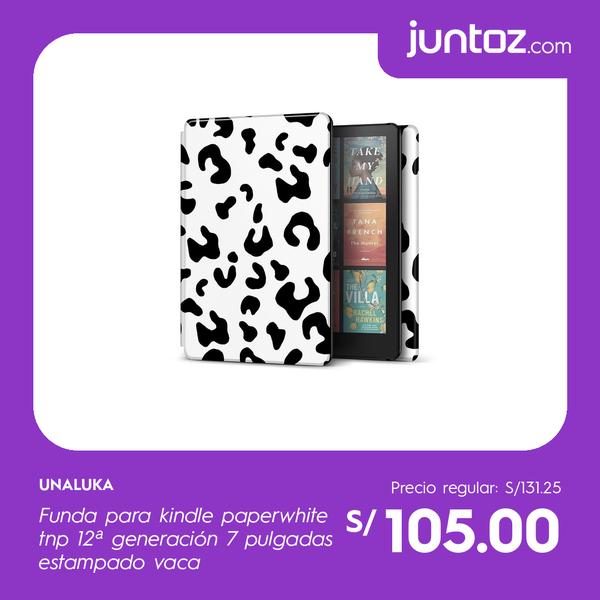 juntoz.com
TAKE
MY
HAND
TANA
FRENCH
The Hunter
THE
VILLA
RACHEL
HAWKINS
UNALUKA
Funda para kindle paperwhite
tnp 12ª generación 7 pulgadas
estampado vaca
Precio regular: S/131.25
S/ 105.00